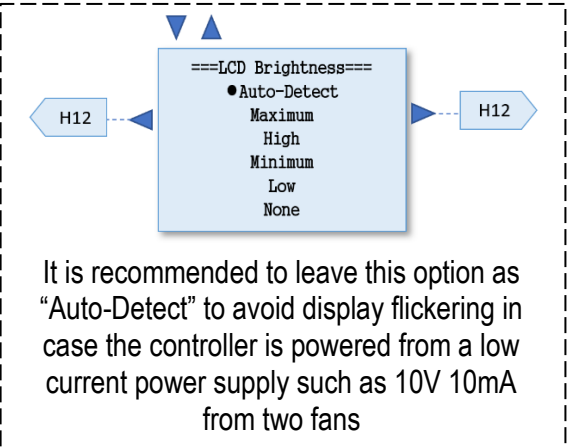 ===LCD Brightness===
●Auto-Detect
Maximum
H12
H12
High
Minimum
Low
None
It is recommended to leave this option as
“Auto-Detect” to avoid display flickering in
case the controller is powered from a low
current power supply such as 10V 10mA
from two fans